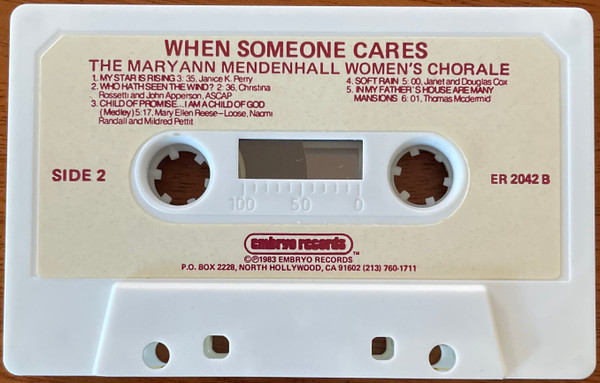 WHEN SOMEONE CARES
THE MARYANN MENDENHALL WOMEN'S CHORALE
1. MY STAR IS RISING 3:35, Janice K. Perry
2. WHO HATH SEEN THE WIND? 2:36, Christina
Rossetti and John Apperson, ASCAP
3. CHILD OF PROMISE...I AM A CHILD OF GOD
(Medley) 5:17, Mary Ellen Reese-Loose, Naomi
Randall and Mildred Pettit
4. SOFT RAIN 5:00, Janet and Douglas Cox
5. IN MY FATHER'S HOUSE ARE MANY
MANSIONS 6:01, Thomas Mcdermid
SIDE 2
ER 2042 B
100 50 0
embryo records
TM
©℗1983 EMBRYO RECORDS
P.O. BOX 2228, NORTH HOLLYWOOD, CA 91602 (213) 760-1711